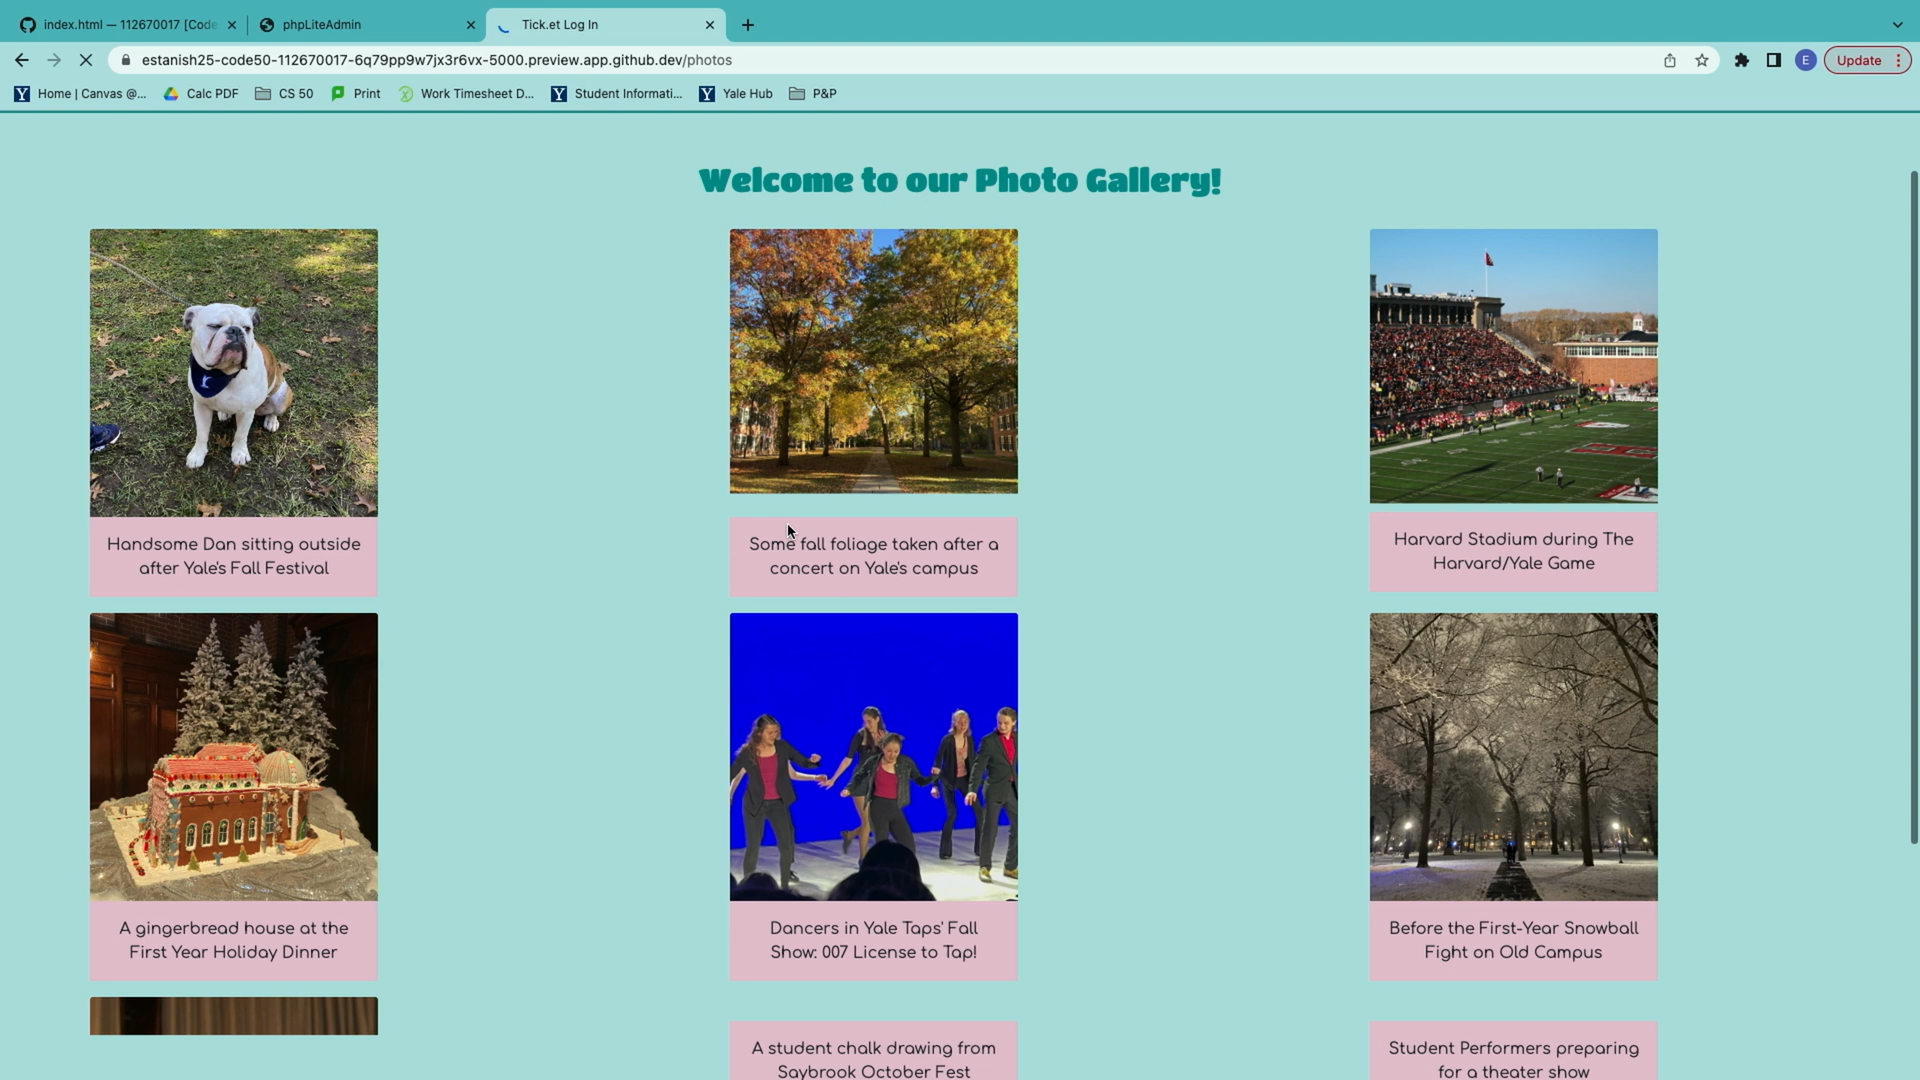 index.html — 112670017 [Code
phpLiteAdmin
Tick.et Log In
estanish25-code50-112670017-6q79pp9w7jx3r6vx-5000.preview.app.github.dev/photos
E
Update
Home | Canvas @...
Calc PDF
CS 50
Print
Work Timesheet D...
Student Informati...
Yale Hub
P&P
Welcome to our Photo Gallery!
Handsome Dan sitting outside
after Yale's Fall Festival
Some fall foliage taken after a
concert on Yale's campus
Harvard Stadium during The
Harvard/Yale Game
A gingerbread house at the
First Year Holiday Dinner
Dancers in Yale Taps' Fall
Show: 007 License to Tap!
Before the First-Year Snowball
Fight on Old Campus
A student chalk drawing from
Saybrook October Fest
Student Performers preparing
for a theater show